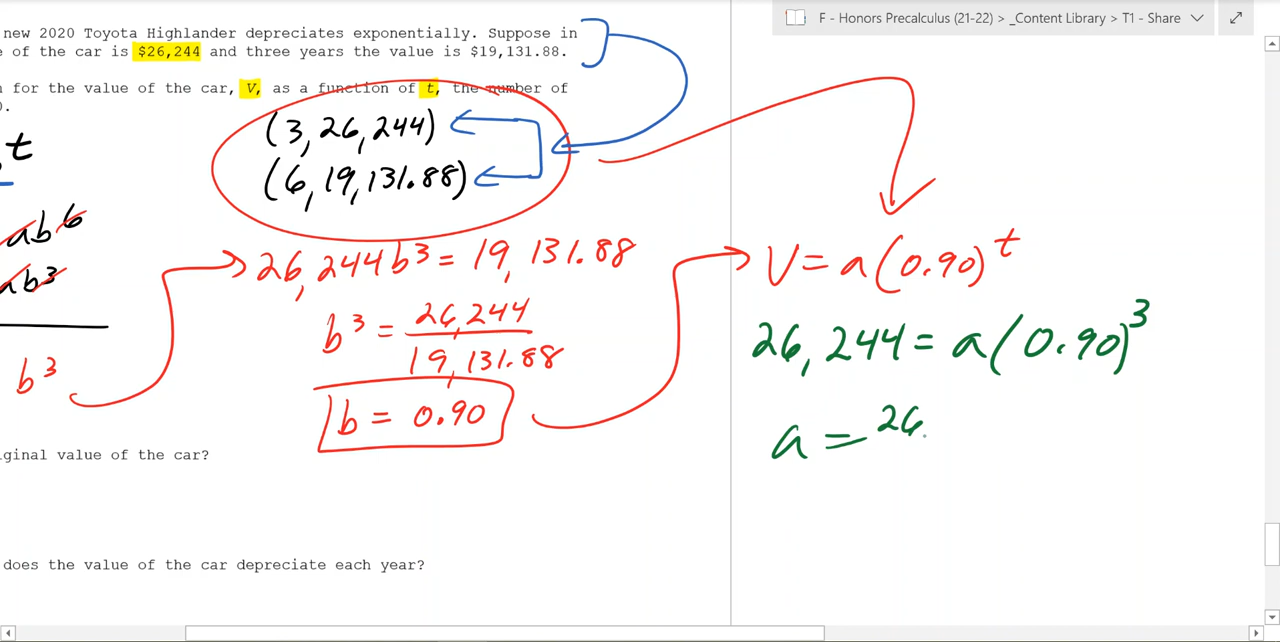 F - Honors Precalculus (21-22) > _Content Library > T1 - Share
new 2020 Toyota Highlander depreciates exponentially. Suppose in
of the car is $26,244 and three years the value is $19,131.88.
for the value of the car, V, as a function of t, the number of
(3, 26,244)
(6, 19,131.88)
t
ab6
ab3
b3
26,244b3 = 19,131.88
b3 = 26,244
19,131.88
b = 0.90
V = a(0.90)t
26,244 = a(0.90)3
a = 26
ginal value of the car?
does the value of the car depreciate each year?